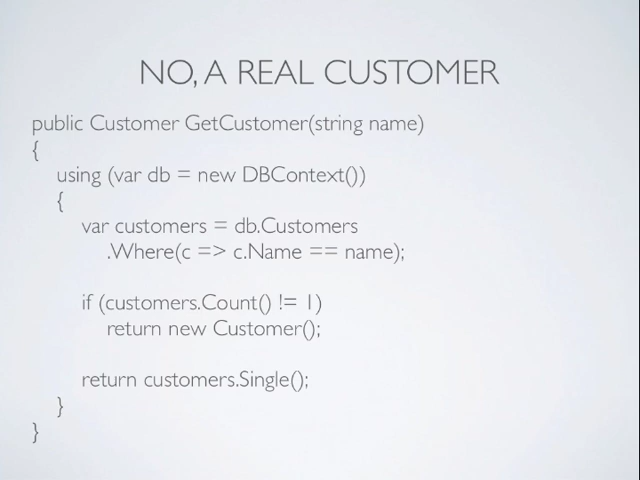 NO, A REAL CUSTOMER
public Customer GetCustomer(string name)
{
using (var db = new DBContext())
{
var customers = db.Customers
.Where(c => c.Name == name);
if (customers.Count() != 1)
return new Customer();
return customers.Single();
}
}